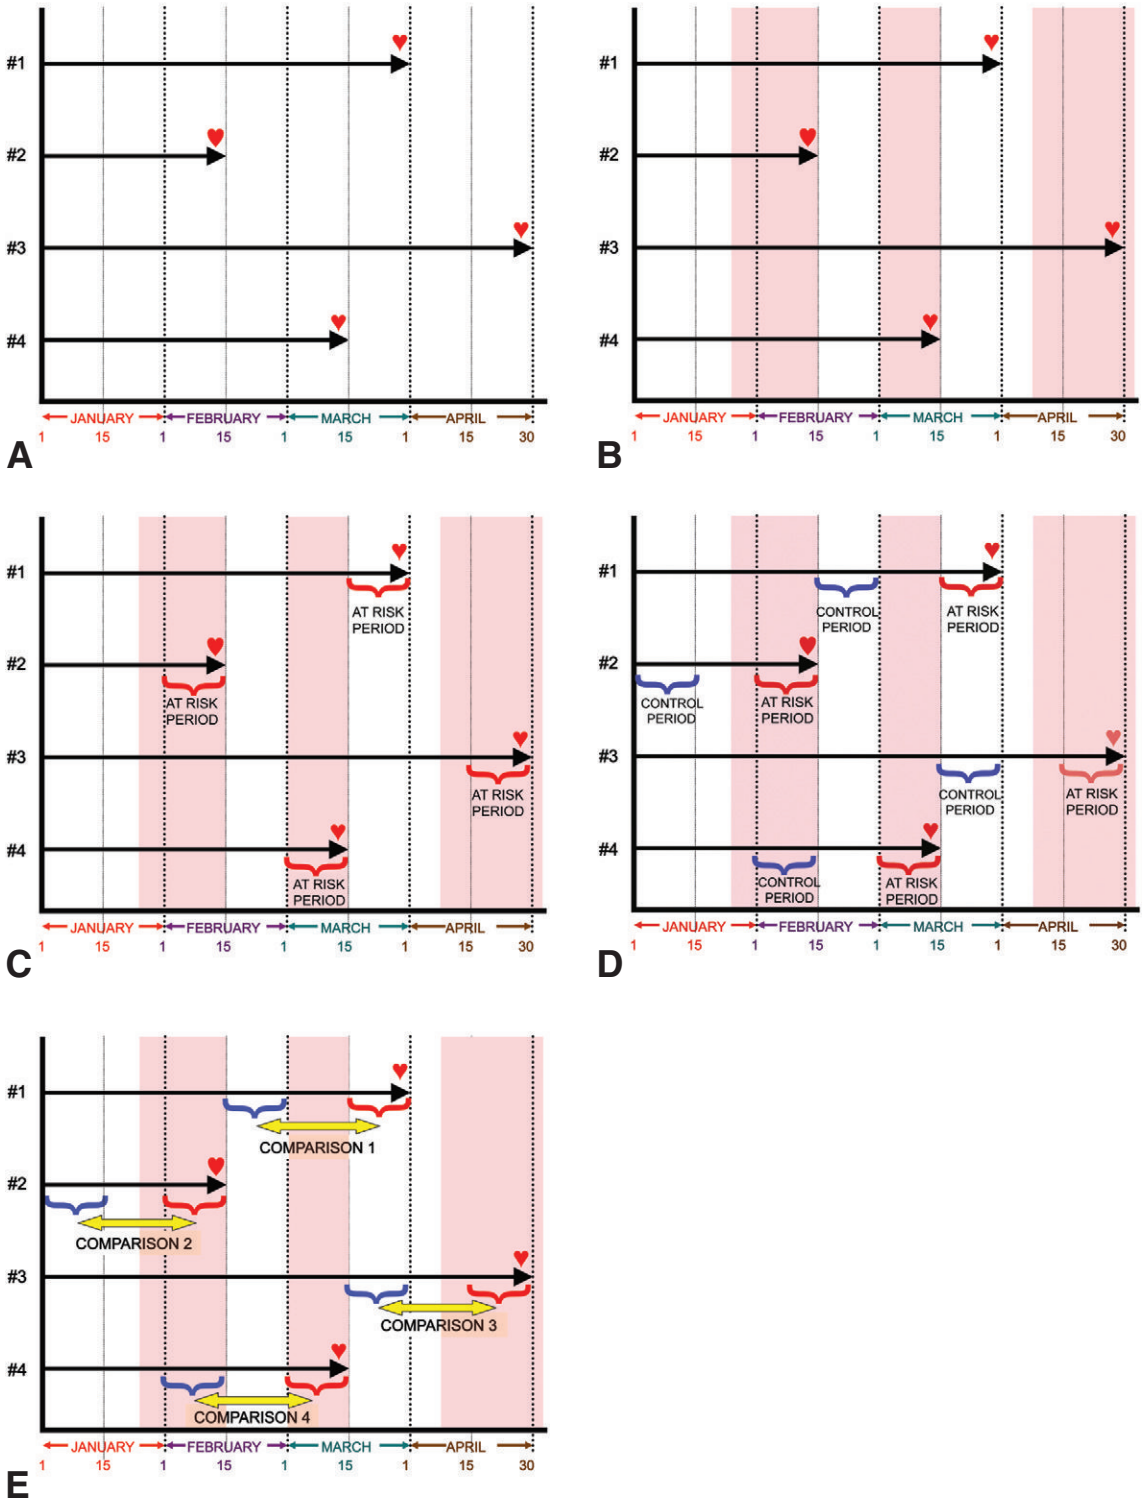 #1
#2
#3
#4
JANUARY FEBRUARY MARCH APRIL
1 15 1 15 1 15 1 15 30
A
#1
#2
#3
#4
JANUARY FEBRUARY MARCH APRIL
1 15 1 15 1 15 1 15 30
B
#1
AT RISK
PERIOD
#2
AT RISK
PERIOD
#3
AT RISK
PERIOD
#4
AT RISK
PERIOD
JANUARY FEBRUARY MARCH APRIL
1 15 1 15 1 15 1 15 30
C
#1
CONTROL AT RISK
PERIOD PERIOD
#2
CONTROL AT RISK
PERIOD PERIOD
#3
CONTROL AT RISK
PERIOD PERIOD
#4
CONTROL AT RISK
PERIOD PERIOD
JANUARY FEBRUARY MARCH APRIL
1 15 1 15 1 15 1 15 30
D
#1
COMPARISON 1
#2
COMPARISON 2
#3
COMPARISON 3
#4
COMPARISON 4
JANUARY FEBRUARY MARCH APRIL
1 15 1 15 1 15 1 15 30
E